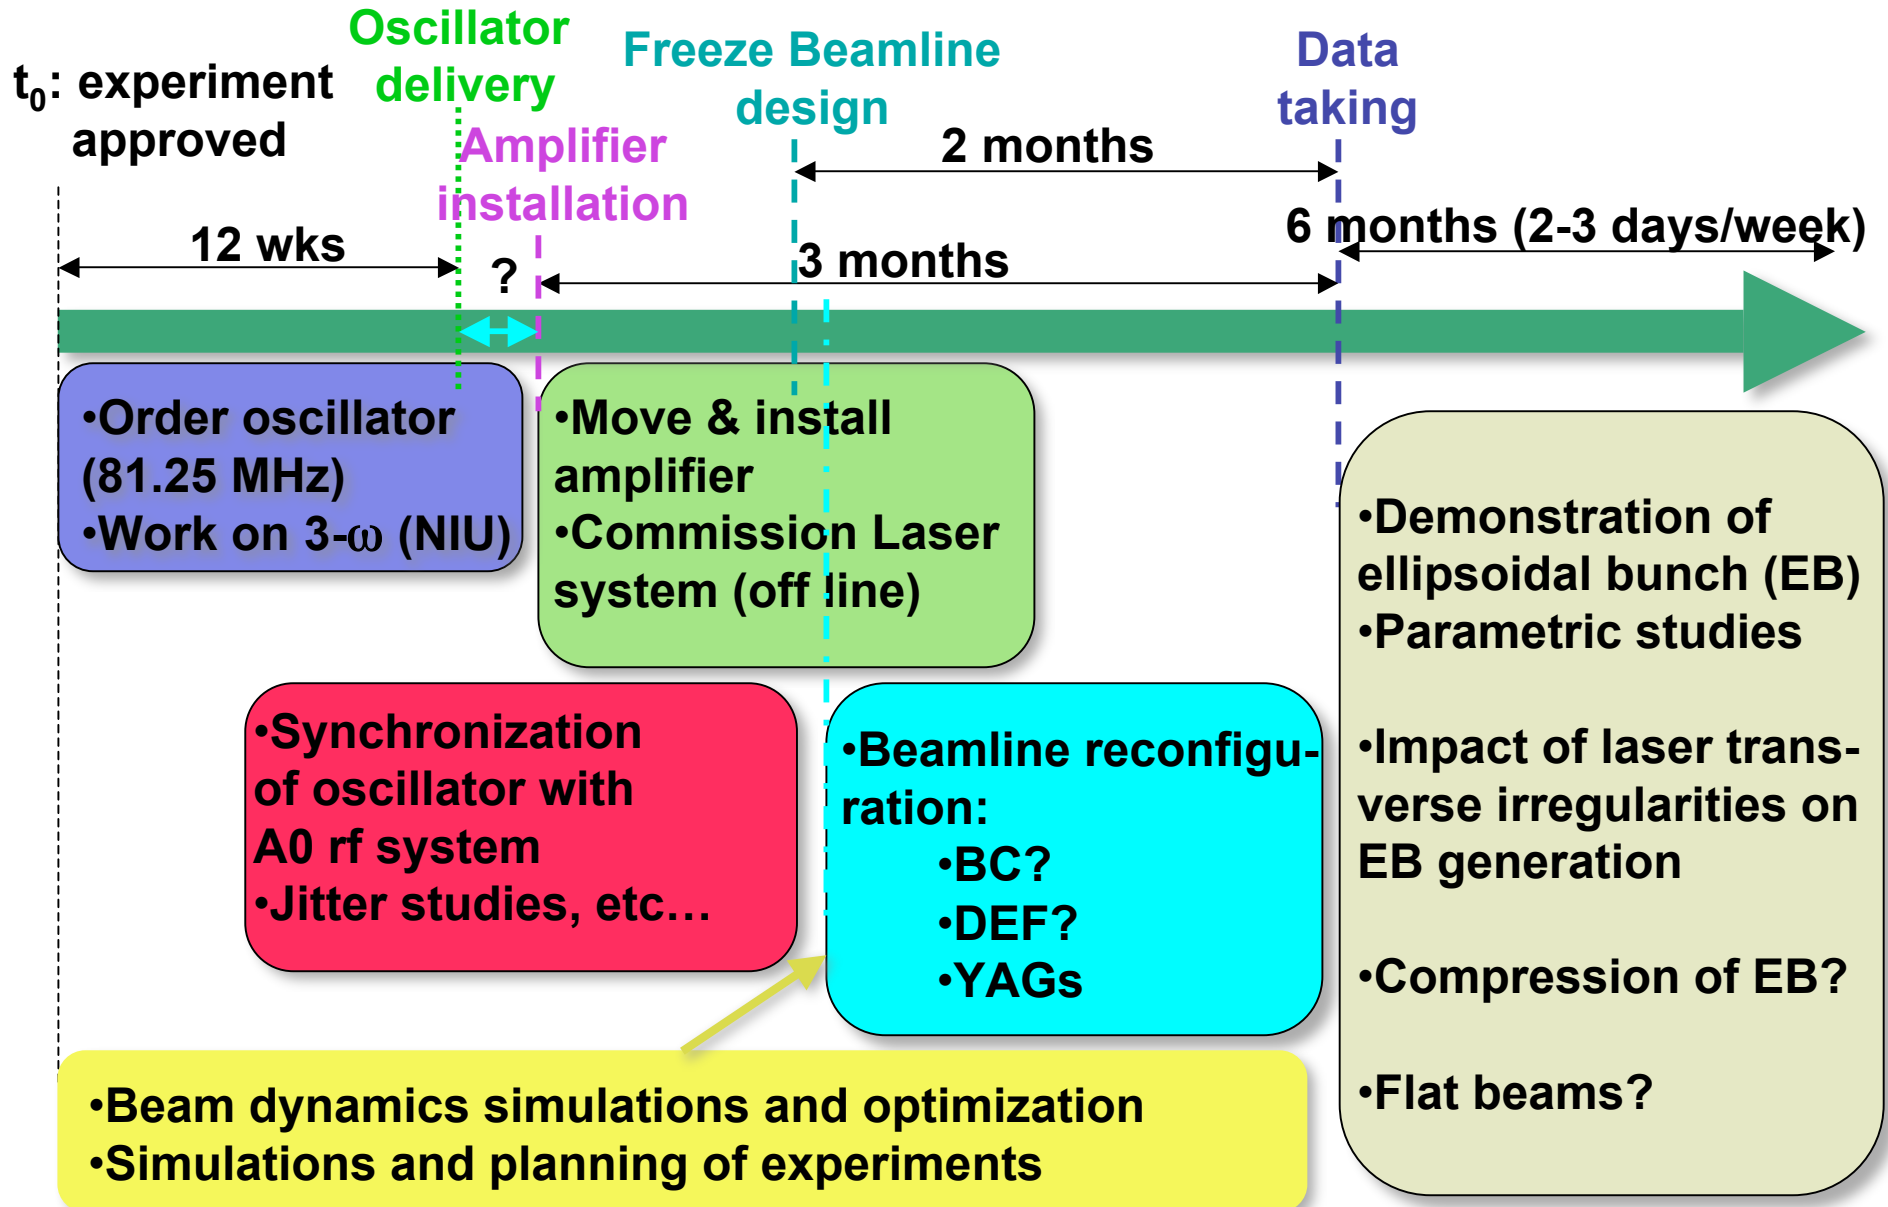 t0: experiment
approved
Oscillator
delivery
Amplifier
installation
Freeze Beamline
design
Data
taking
2 months
12 wks
?
3 months
6 months (2-3 days/week)
•Order oscillator
(81.25 MHz)
•Work on 3-ω (NIU)
•Move & install
amplifier
•Commission Laser
system (off line)
•Synchronization
of oscillator with
A0 rf system
•Jitter studies, etc…
•Beamline reconfigu-
ration:
•BC?
•DEF?
•YAGs
•Demonstration of
ellipsoidal bunch (EB)
•Parametric studies
•Impact of laser trans-
verse irregularities on
EB generation
•Compression of EB?
•Flat beams?
•Beam dynamics simulations and optimization
•Simulations and planning of experiments